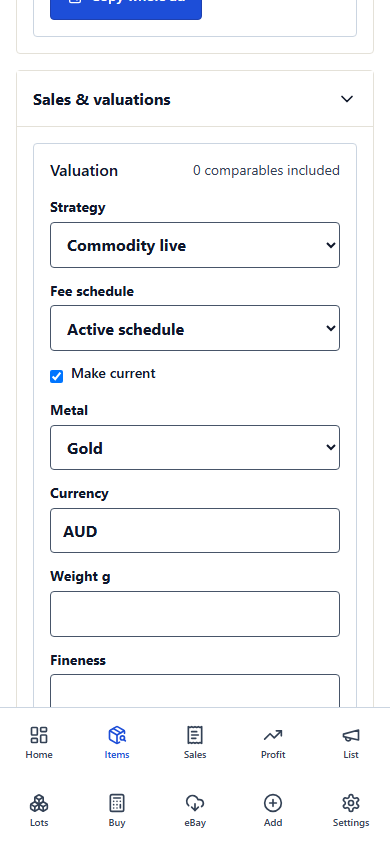 Sales & valuations
Valuation
0 comparables included
Strategy
Commodity live
Fee schedule
Active schedule
Make current
Metal
Gold
Currency
AUD
Weight g
Fineness
Home
Items
Sales
Profit
List
Lots
Buy
eBay
Add
Settings